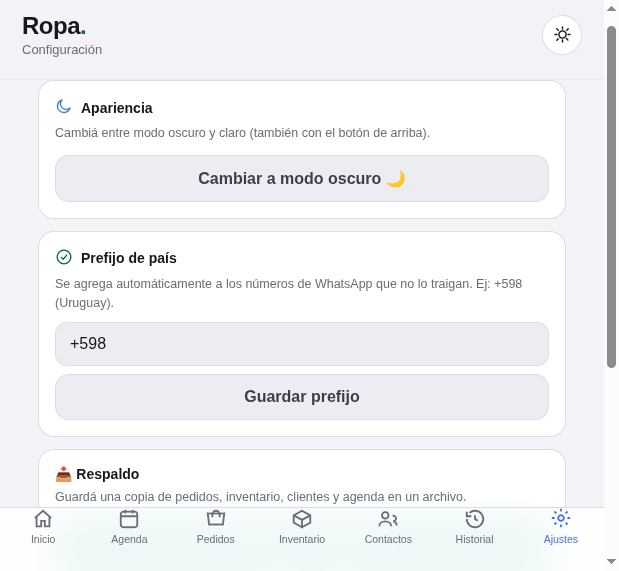 Ropa.
Configuración
Apariencia
Cambiá entre modo oscuro y claro (también con el botón de arriba).
Cambiar a modo oscuro 🌙
Prefijo de país
Se agrega automáticamente a los números de WhatsApp que no lo traigan. Ej: +598
(Uruguay).
+598
Guardar prefijo
📤 Respaldo
Guardá una copia de pedidos, inventario, clientes y agenda en un archivo.
Inicio
Agenda
Pedidos
Inventario
Contactos
Historial
Ajustes